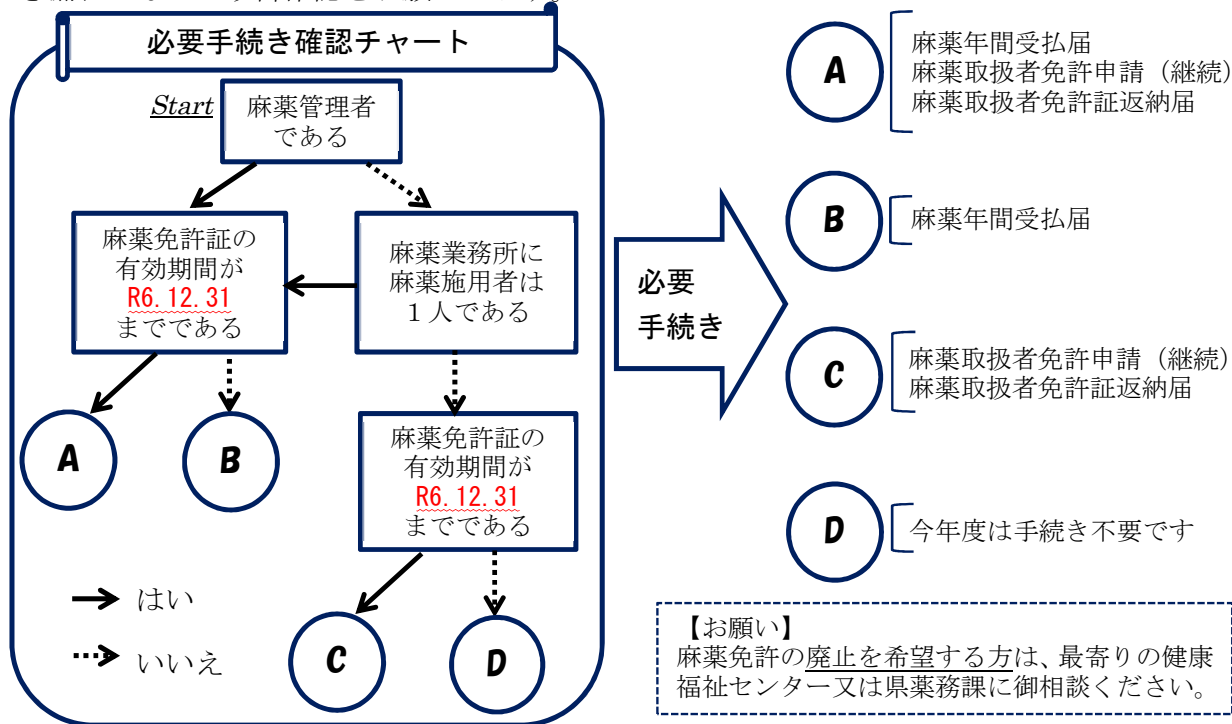 必要手続き確認チャート
Start
麻薬管理者
である
麻薬免許証の
有効期間が
R6.12.31
までである
麻薬業務所に
麻薬施用者は
１人である
A
B
麻薬免許証の
有効期間が
R6.12.31
までである
C
D
はい
いいえ
必要
手続き
A
麻薬年間受払届
麻薬取扱者免許申請（継続）
麻薬取扱者免許証返納届
B
麻薬年間受払届
C
麻薬取扱者免許申請（継続）
麻薬取扱者免許証返納届
D
今年度は手続き不要です
【お願い】
麻薬免許の廃止を希望する方は、最寄りの健康
福祉センター又は県薬務課に御相談ください。